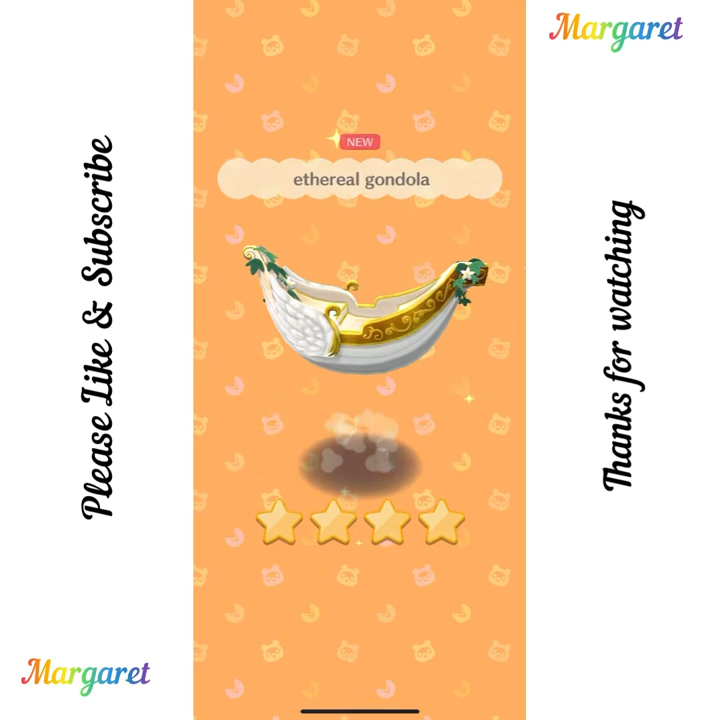 Margaret
NEW
ethereal gondola
Please Like & Subscribe
Thanks for watching
Margaret